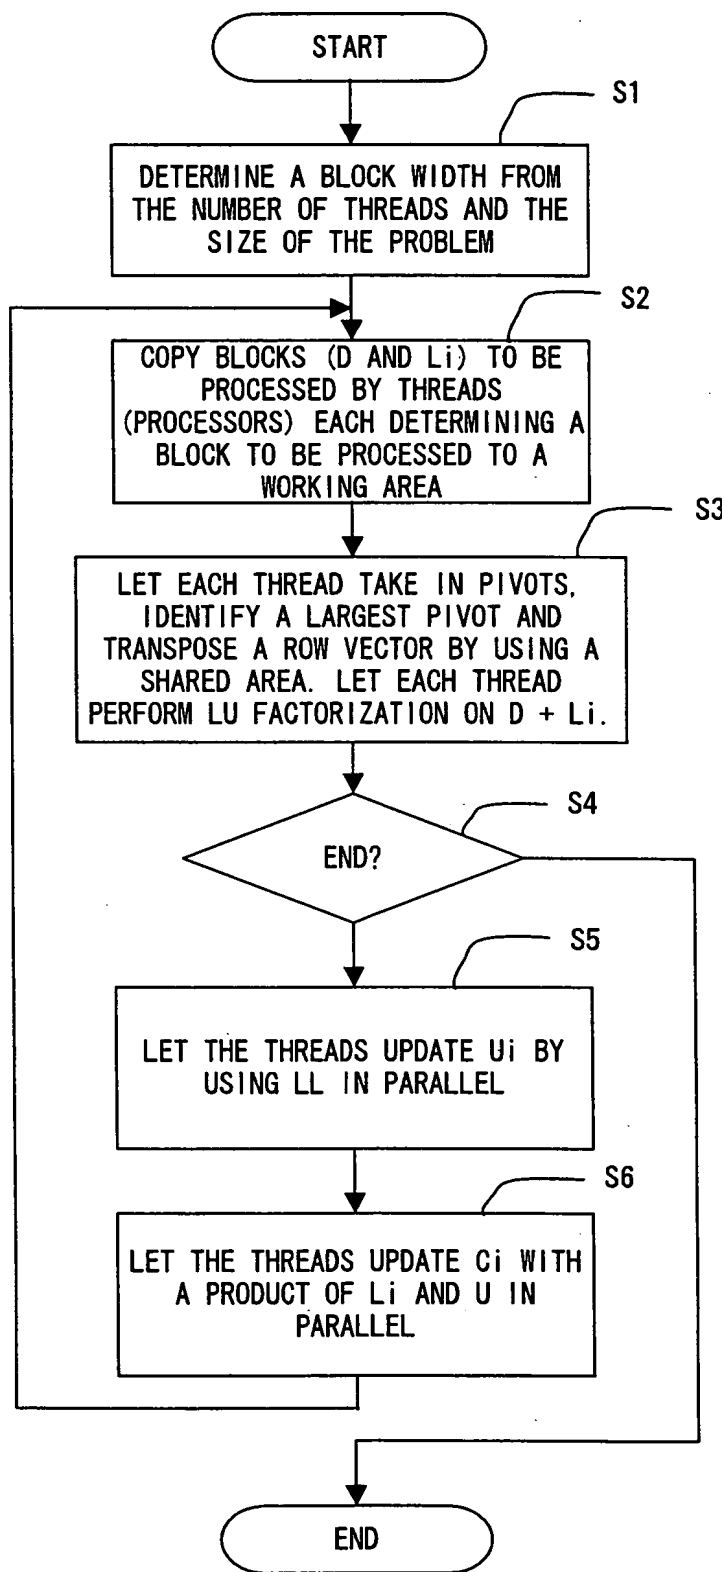 START
S1
DETERMINE A BLOCK WIDTH FROM
THE NUMBER OF THREADS AND THE
SIZE OF THE PROBLEM
S2
COPY BLOCKS (D AND Li) TO BE
PROCESSED BY THREADS
(PROCESSORS) EACH DETERMINING A
BLOCK TO BE PROCESSED TO A
WORKING AREA
S3
LET EACH THREAD TAKE IN PIVOTS,
IDENTIFY A LARGEST PIVOT AND
TRANSPOSE A ROW VECTOR BY USING A
SHARED AREA. LET EACH THREAD
PERFORM LU FACTORIZATION ON D + Li.
S4
END?
S5
LET THE THREADS UPDATE Ui BY
USING LL IN PARALLEL
S6
LET THE THREADS UPDATE Ci WITH
A PRODUCT OF Li AND U IN
PARALLEL
END